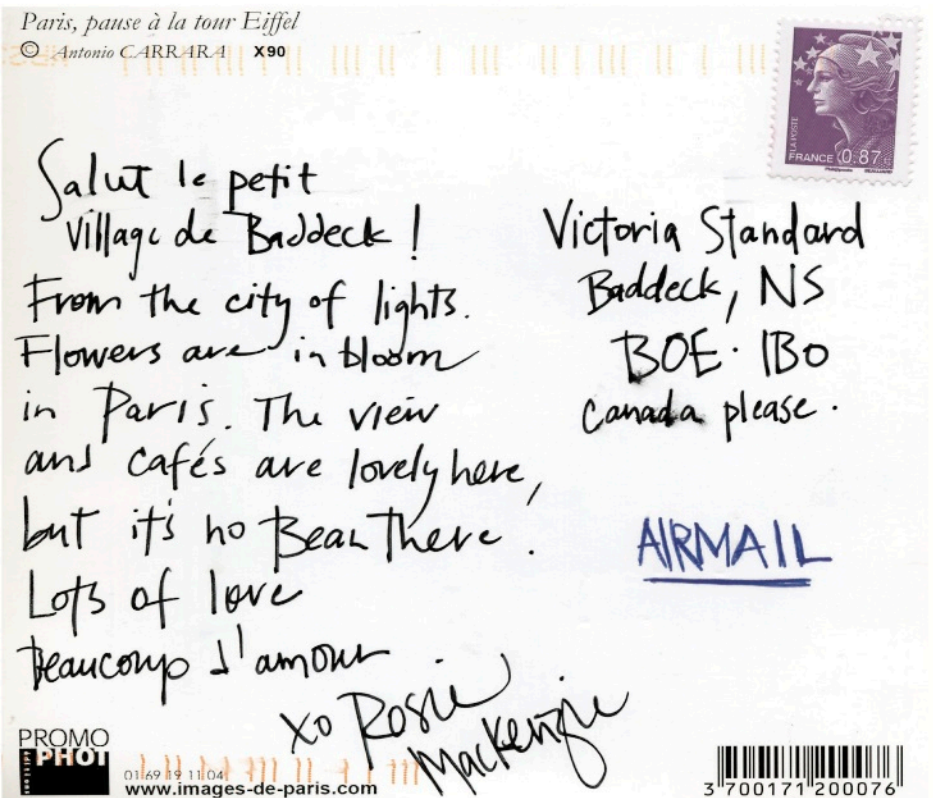 Paris, pause à la tour Eiffel
© Antonio CARRARA X90
LA POSTE
FRANCE 0.87€
Salut le petit
Village de Baddeck !
From the city of lights.
Flowers are in bloom
in Paris. The view
and cafés are lovely here,
but it's no Bean There.
Lots of love
Beaucoup d'amour
xo Rosie
MacKenzie
Victoria Standard
Baddeck, NS
BOE · 1B0
Canada please.
AIRMAIL
PROMO
PHOT
01 69 19 11 04
www.images-de-paris.com
3 700171 200076